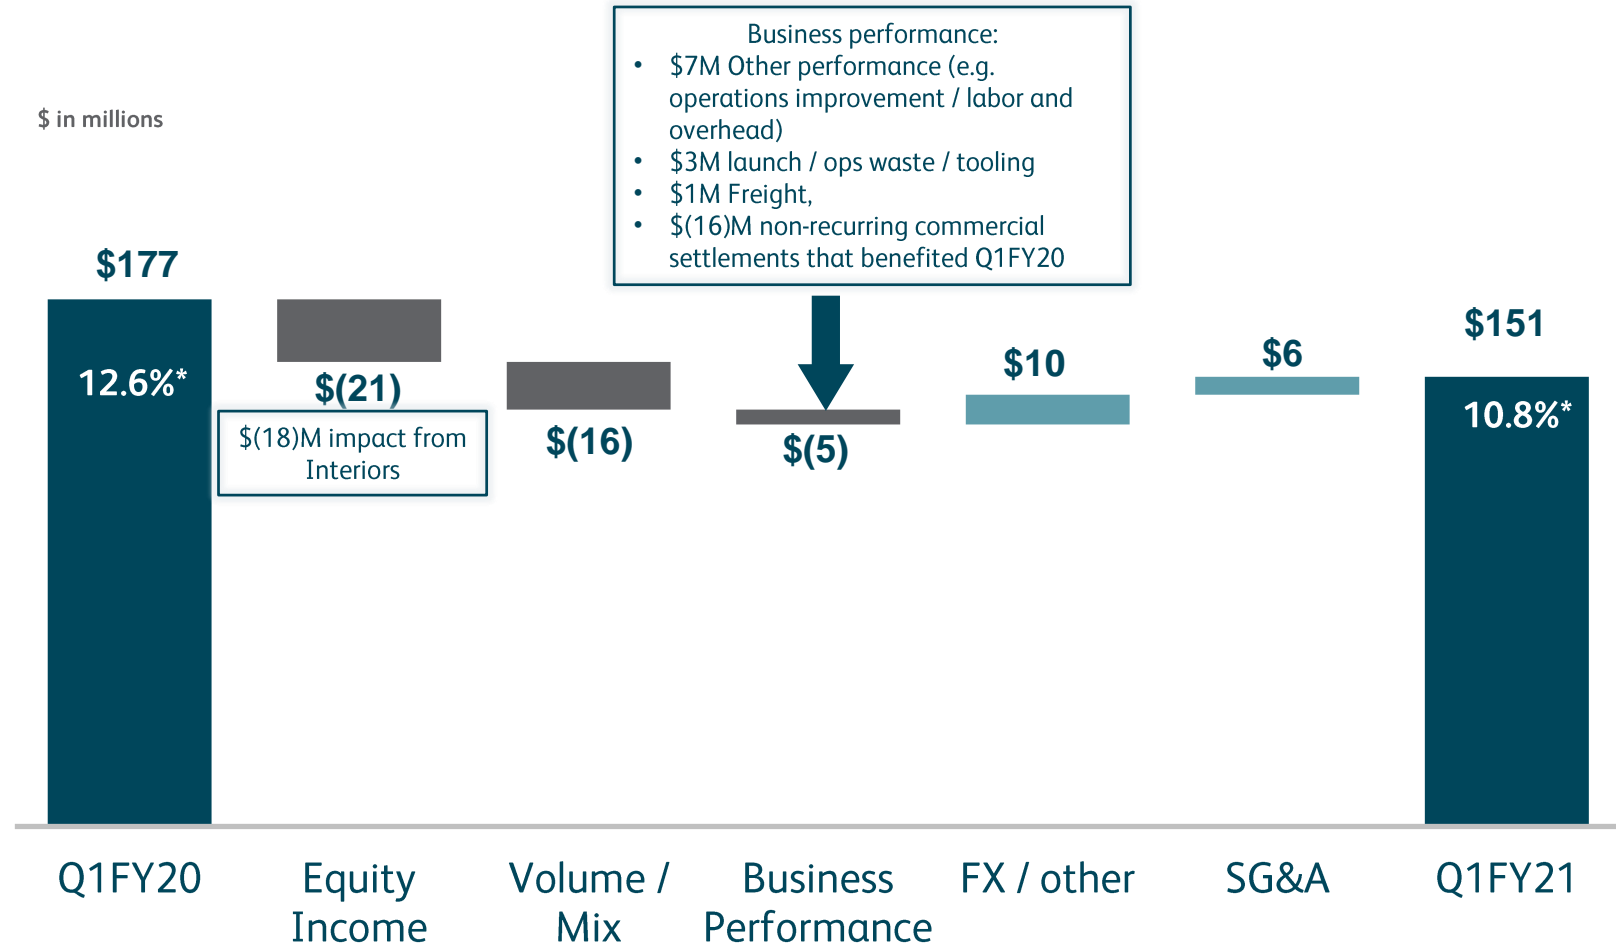 Business performance:
• $7M Other performance (e.g.
operations improvement / labor and
overhead)
• $3M launch / ops waste / tooling
• $1M Freight,
• $(16)M non-recurring commercial
settlements that benefited Q1FY20
$ in millions
$177
12.6%*
$(21)
$(18)M impact from
Interiors
$(16)
$(5)
$10
$6
$151
10.8%*
Q1FY20
Equity
Income
Volume /
Mix
Business
Performance
FX / other
SG&A
Q1FY21